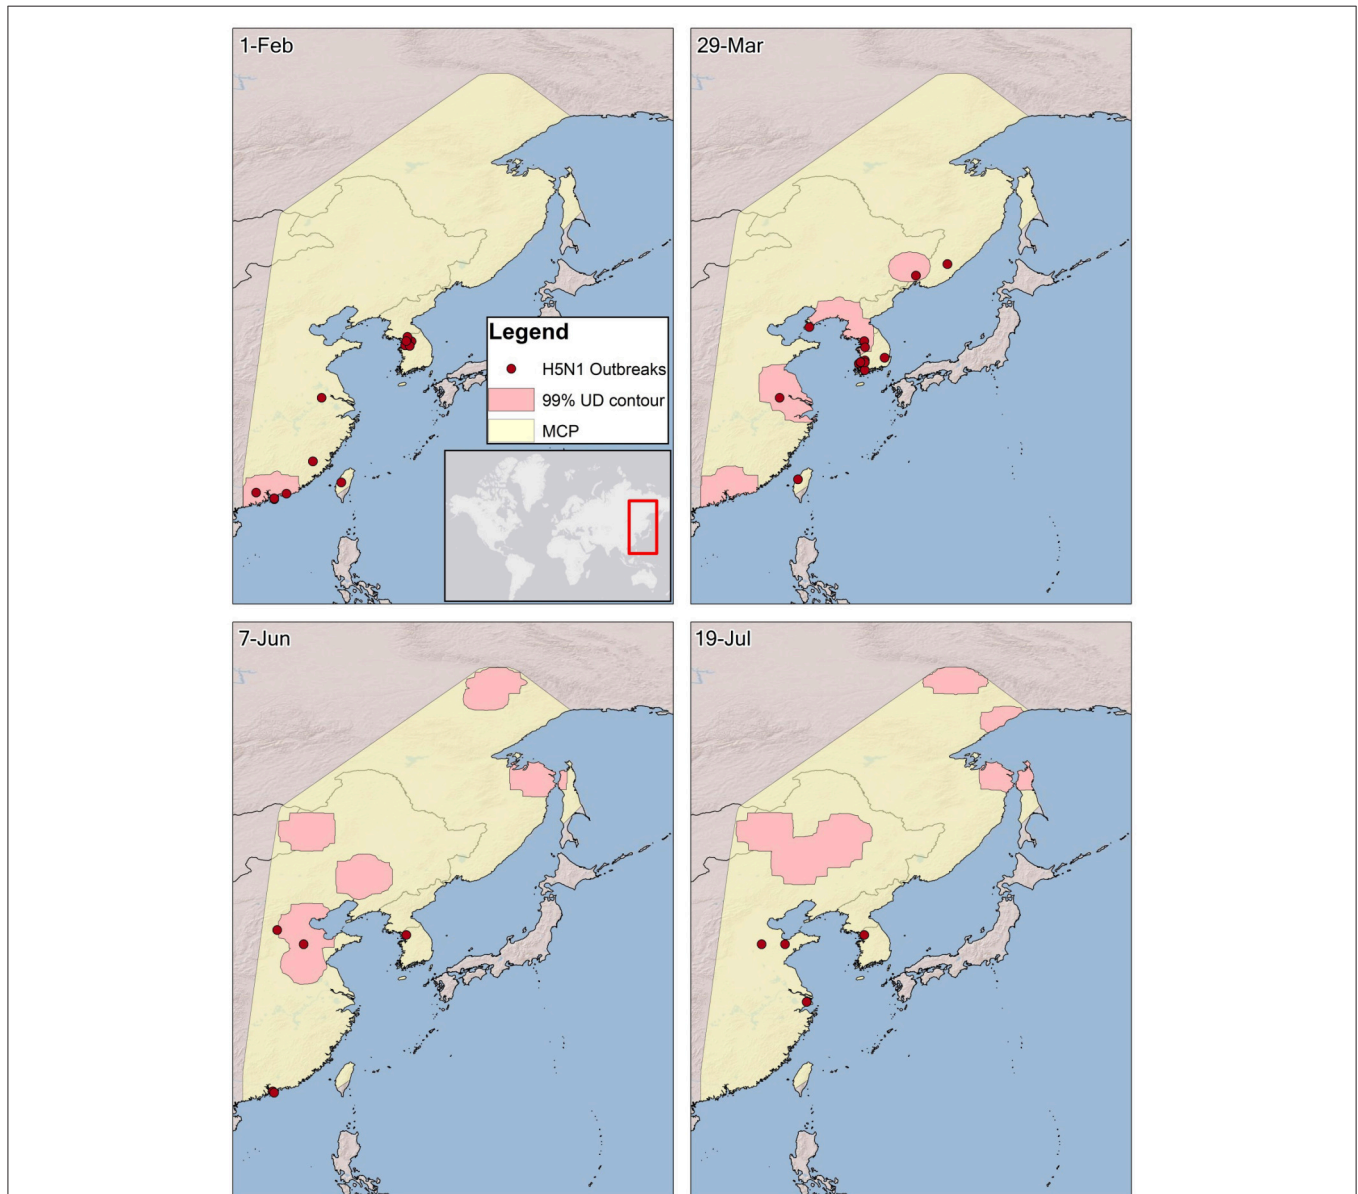 1-Feb
29-Mar
Legend
H5N1 Outbreaks
99% UD contour
MCP
7-Jun
19-Jul